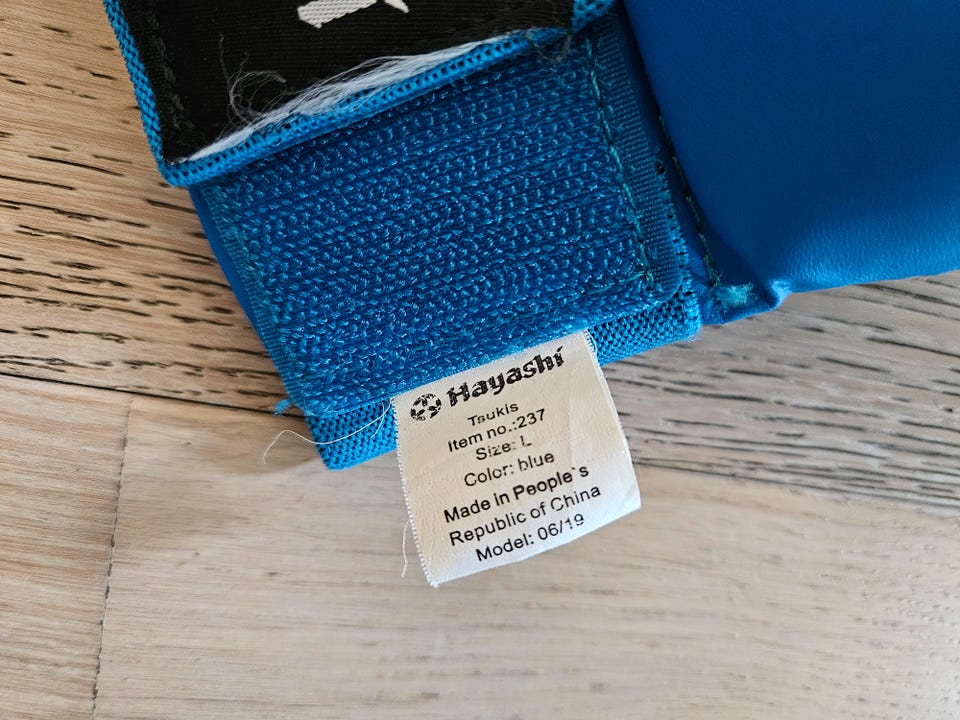 Hayashi
Tsukis
Item no.:237
Size: L
Color: blue
Made in People`s
Republic of China
Model: 06/19